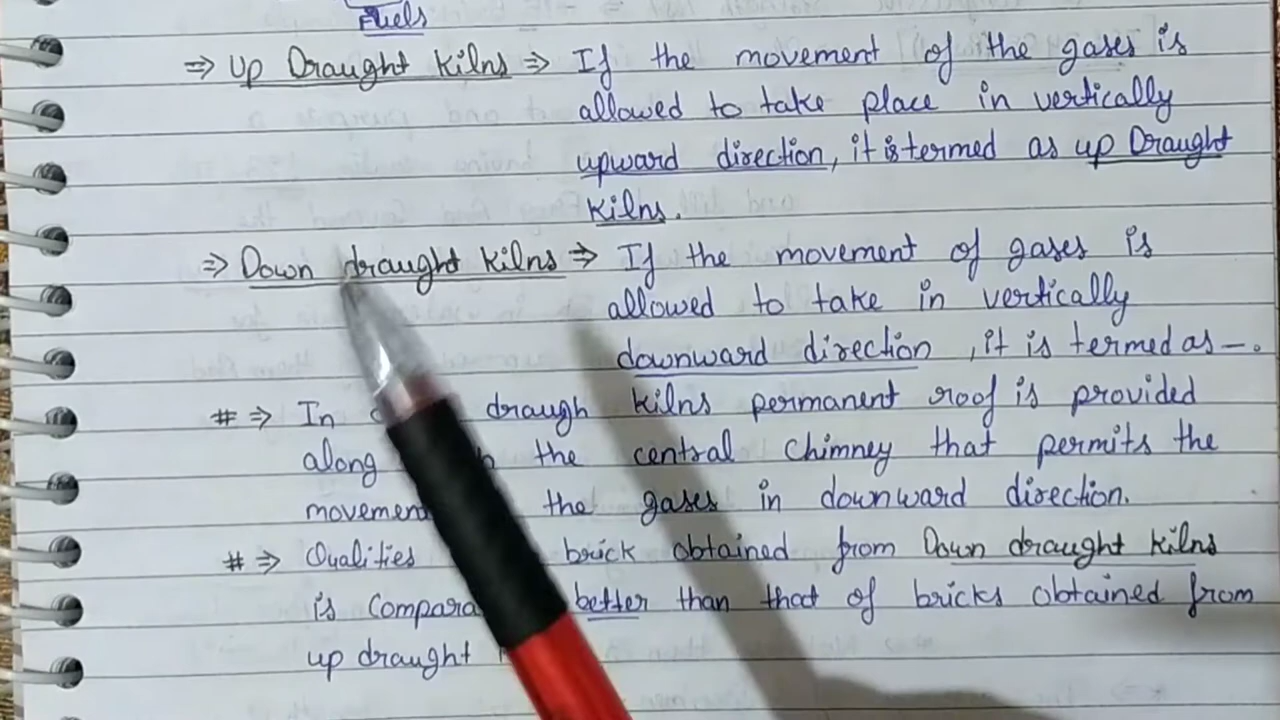 Fuels
⇒ Up Draught Kilns ⇒ If the movement of the gases is
allowed to take place in vertically
upward direction, it is termed as up Draught
Kilns.
⇒ Down draught Kilns ⇒ If the movement of gases is
allowed to take in vertically
downward direction, it is termed as —.
# ⇒ In draugh kilns permanent roof is provided
along the central chimney that permits the
movement the gases in downward direction.
# ⇒ Qualities brick obtained from Down draught kilns
is better than that of bricks obtained from
up draught